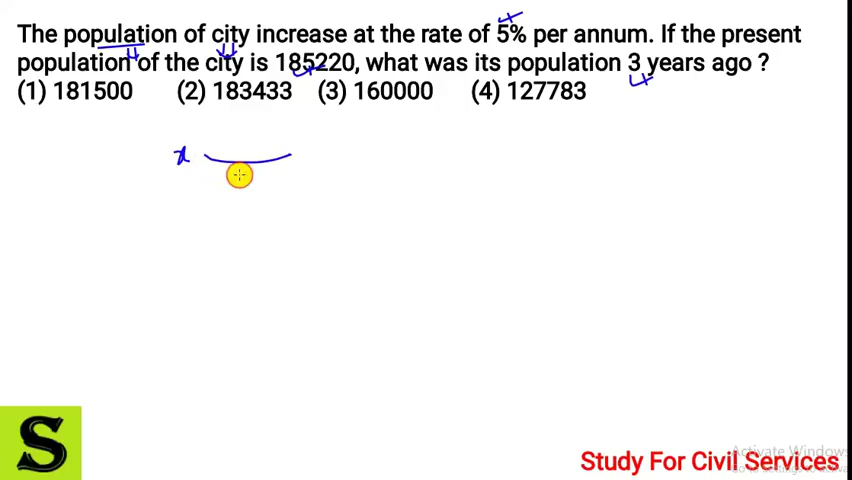 The population of city increase at the rate of 5% per annum. If the present
population of the city is 185220, what was its population 3 years ago ?
(1) 181500 (2) 183433 (3) 160000 (4) 127783
x
S
Study For Civil Services
Activate Windows